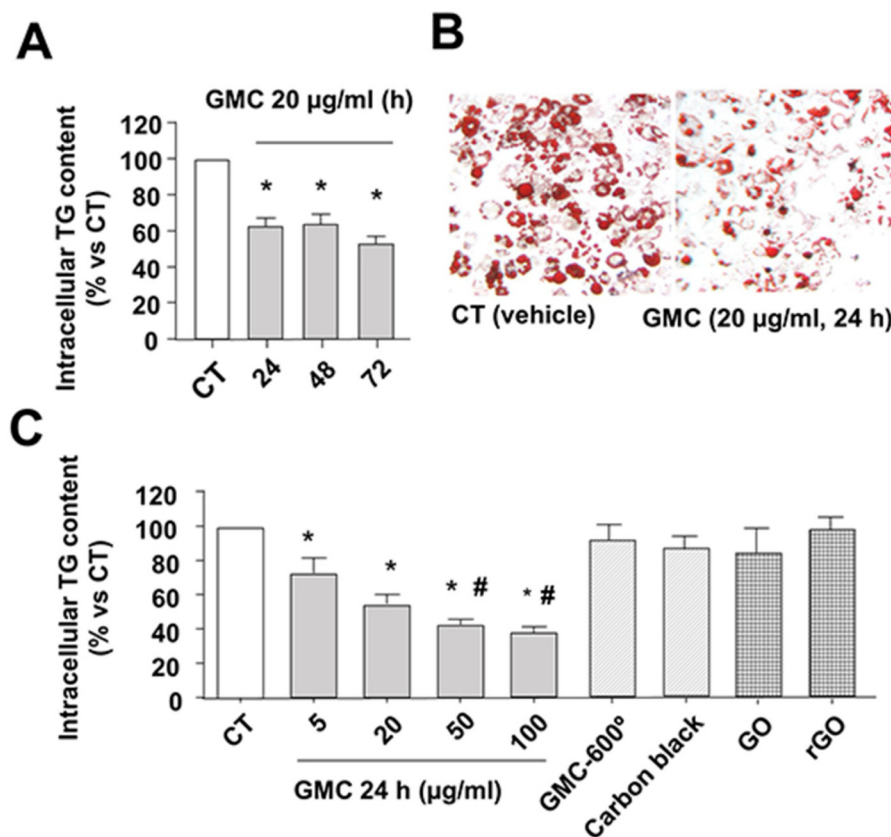 A
GMC 20 µg/ml (h)
Intracellular TG content
(% vs CT)
120
100
80
60
40
20
0
*
*
*
CT
24
48
72
B
CT (vehicle)
GMC (20 µg/ml, 24 h)
C
Intracellular TG content
(% vs CT)
120
100
80
60
40
20
0
*
*
* #
* #
CT
5
20
50
100
GMC-600º
Carbon black
GO
rGO
GMC 24 h (µg/ml)